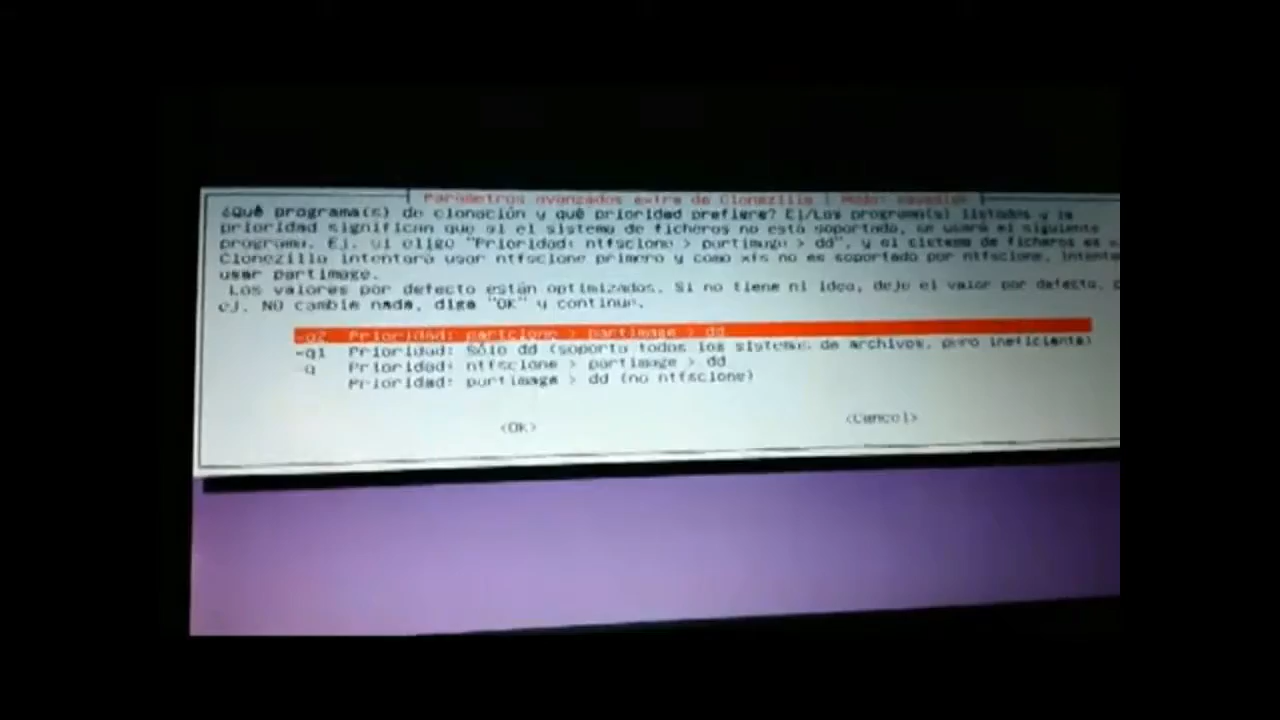 Parámetros avanzados extra de Clonezilla | Modo:
¿Qué programa(s) de clonación y qué prioridad prefiere? El/Los programa(s) listados y la
prioridad significan que si el sistema de ficheros no está soportado, se usará el siguiente
programa. Ej. si elige "Prioridad: ntfsclone > partimage > dd", y el sistema de ficheros es
Clonezilla intentará usar ntfsclone primero y como xfs no es soportado por ntfsclone,
usar partimage.
Los valores por defecto están optimizados. Si no tiene ni idea, deje el valor por defecto, p
ej. NO cambie nada, diga "OK" y continue.
-q2 Prioridad: partclone > partimage > dd
-q1 Prioridad: Sólo dd (soporta todos los sistemas de archivos, pero ineficiente)
-q Prioridad: ntfsclone > partimage > dd
Prioridad: partimage > dd (no ntfsclone)
<Ok> <Cancel>